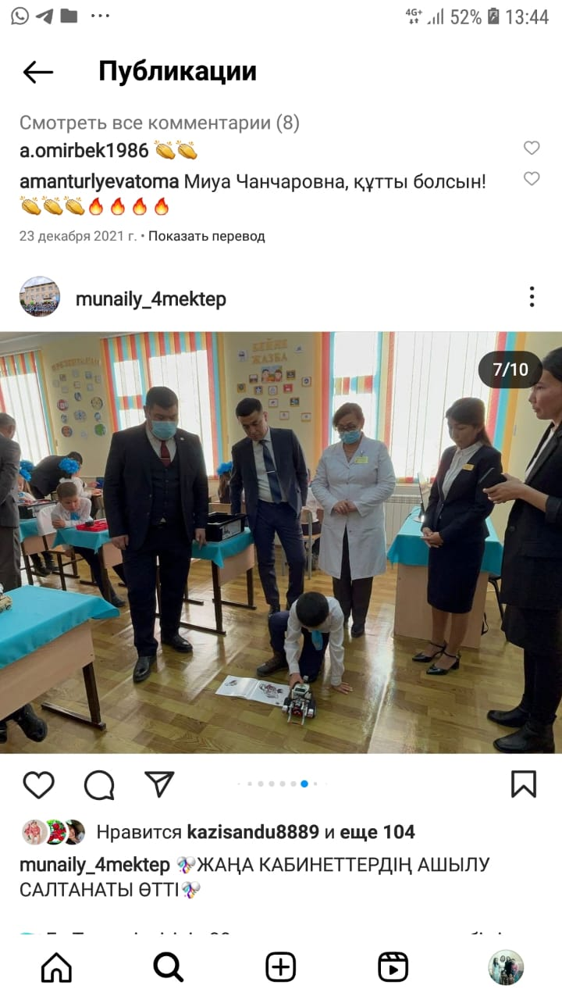 4G+ 52% 13:44
Публикации
Смотреть все комментарии (8)
a.omirbek1986 👏👏
amanturlyevatoma Миуа Чанчаровна, құтты болсын!
👏👏👏🔥🔥🔥🔥
23 декабря 2021 г. • Показать перевод
munaily_4mektep
7/10
БЕЙНЕ
ЖАЗБА
Нравится kazisandu8889 и еще 104
munaily_4mektep 🎊ЖАҢА КАБИНЕТТЕРДІҢ АШЫЛУ
САЛТАНАТЫ ӨТТІ🎊